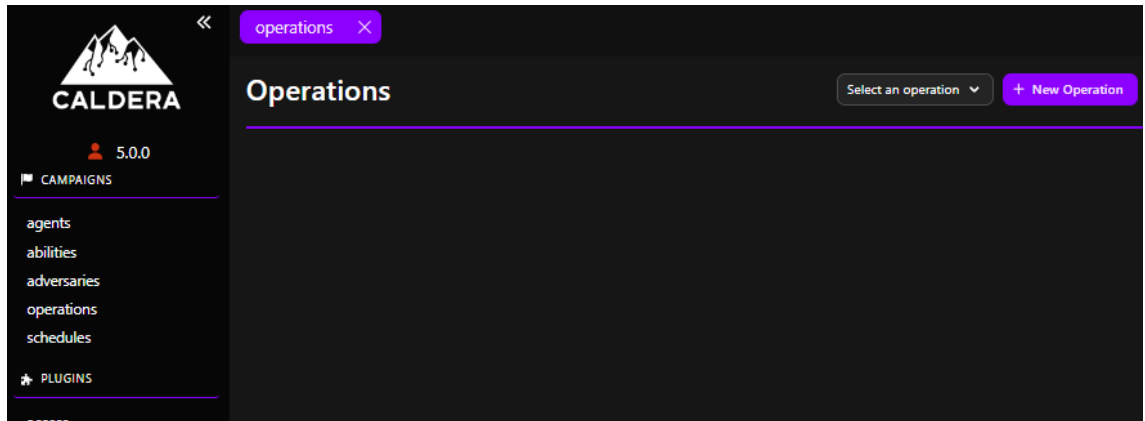 operations
Operations
Select an operation
+ New Operation
CALDERA
5.0.0
CAMPAIGNS
agents
abilities
adversaries
operations
schedules
PLUGINS